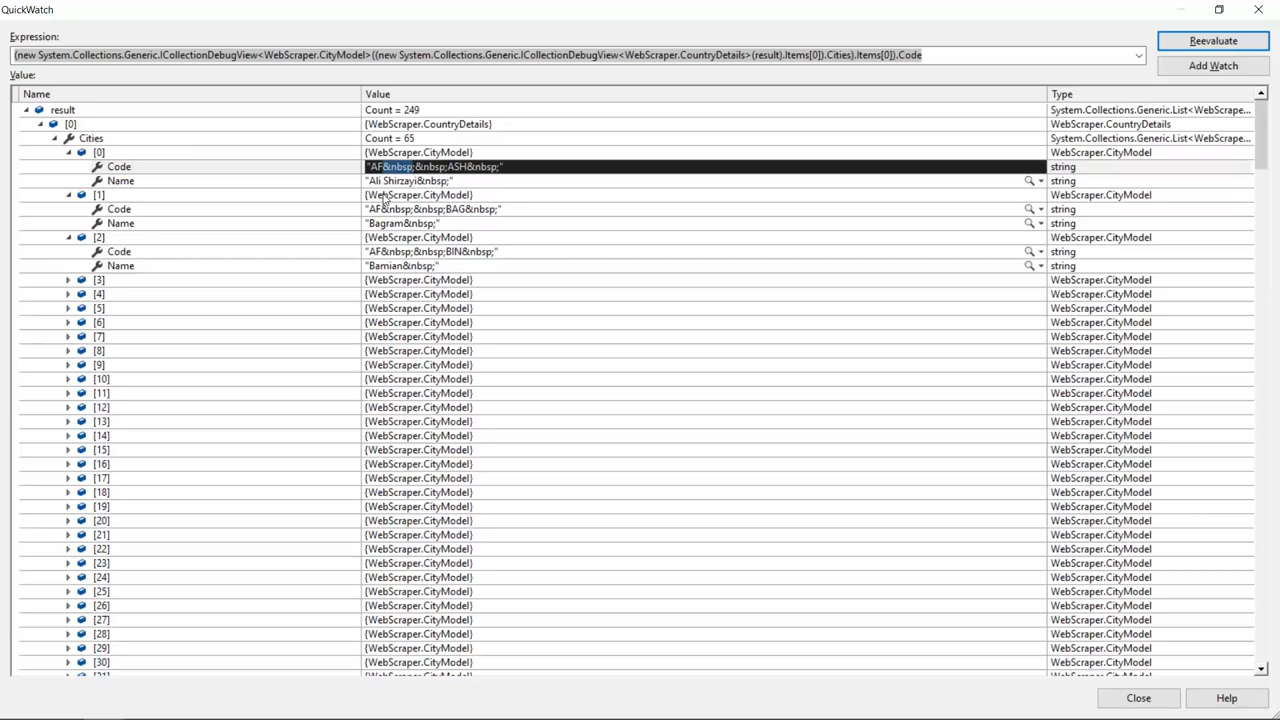 QuickWatch
Expression:
(new System.Collections.Generic.ICollectionDebugView<WebScraper.CityModel>((new System.Collections.Generic.ICollectionDebugView<WebScraper.CountryDetails>(result).Items[0]).Cities).Items[0]).Code
Reevaluate
Value:
Add Watch
Name Value Type
result Count = 249 System.Collections.Generic.List<WebScrape...
[0] {WebScraper.CountryDetails} WebScraper.CountryDetails
Cities Count = 65 System.Collections.Generic.List<WebScrape...
[0] {WebScraper.CityModel} WebScraper.CityModel
Code "AF&nbsp;&nbsp;ASH&nbsp;" string
Name "Ali Shirzayi&nbsp;" string
[1] {WebScraper.CityModel} WebScraper.CityModel
Code "AF&nbsp;&nbsp;BAG&nbsp;" string
Name "Bagram&nbsp;" string
[2] {WebScraper.CityModel} WebScraper.CityModel
Code "AF&nbsp;&nbsp;BIN&nbsp;" string
Name "Bamian&nbsp;" string
[3] {WebScraper.CityModel} WebScraper.CityModel
[4] {WebScraper.CityModel} WebScraper.CityModel
[5] {WebScraper.CityModel} WebScraper.CityModel
[6] {WebScraper.CityModel} WebScraper.CityModel
[7] {WebScraper.CityModel} WebScraper.CityModel
[8] {WebScraper.CityModel} WebScraper.CityModel
[9] {WebScraper.CityModel} WebScraper.CityModel
[10] {WebScraper.CityModel} WebScraper.CityModel
[11] {WebScraper.CityModel} WebScraper.CityModel
[12] {WebScraper.CityModel} WebScraper.CityModel
[13] {WebScraper.CityModel} WebScraper.CityModel
[14] {WebScraper.CityModel} WebScraper.CityModel
[15] {WebScraper.CityModel} WebScraper.CityModel
[16] {WebScraper.CityModel} WebScraper.CityModel
[17] {WebScraper.CityModel} WebScraper.CityModel
[18] {WebScraper.CityModel} WebScraper.CityModel
[19] {WebScraper.CityModel} WebScraper.CityModel
[20] {WebScraper.CityModel} WebScraper.CityModel
[21] {WebScraper.CityModel} WebScraper.CityModel
[22] {WebScraper.CityModel} WebScraper.CityModel
[23] {WebScraper.CityModel} WebScraper.CityModel
[24] {WebScraper.CityModel} WebScraper.CityModel
[25] {WebScraper.CityModel} WebScraper.CityModel
[26] {WebScraper.CityModel} WebScraper.CityModel
[27] {WebScraper.CityModel} WebScraper.CityModel
[28] {WebScraper.CityModel} WebScraper.CityModel
[29] {WebScraper.CityModel} WebScraper.CityModel
[30] {WebScraper.CityModel} WebScraper.CityModel
Close Help